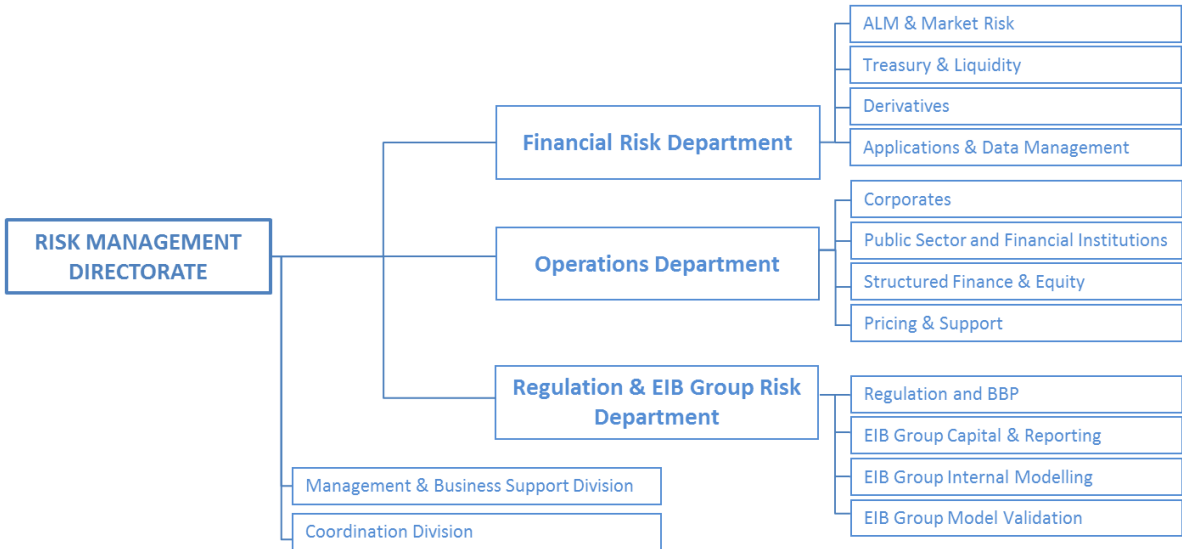 RISK MANAGEMENT
DIRECTORATE
Financial Risk Department
ALM & Market Risk
Treasury & Liquidity
Derivatives
Applications & Data Management
Operations Department
Corporates
Public Sector and Financial Institutions
Structured Finance & Equity
Pricing & Support
Regulation & EIB Group Risk
Department
Regulation and BBP
EIB Group Capital & Reporting
EIB Group Internal Modelling
EIB Group Model Validation
Management & Business Support Division
Coordination Division